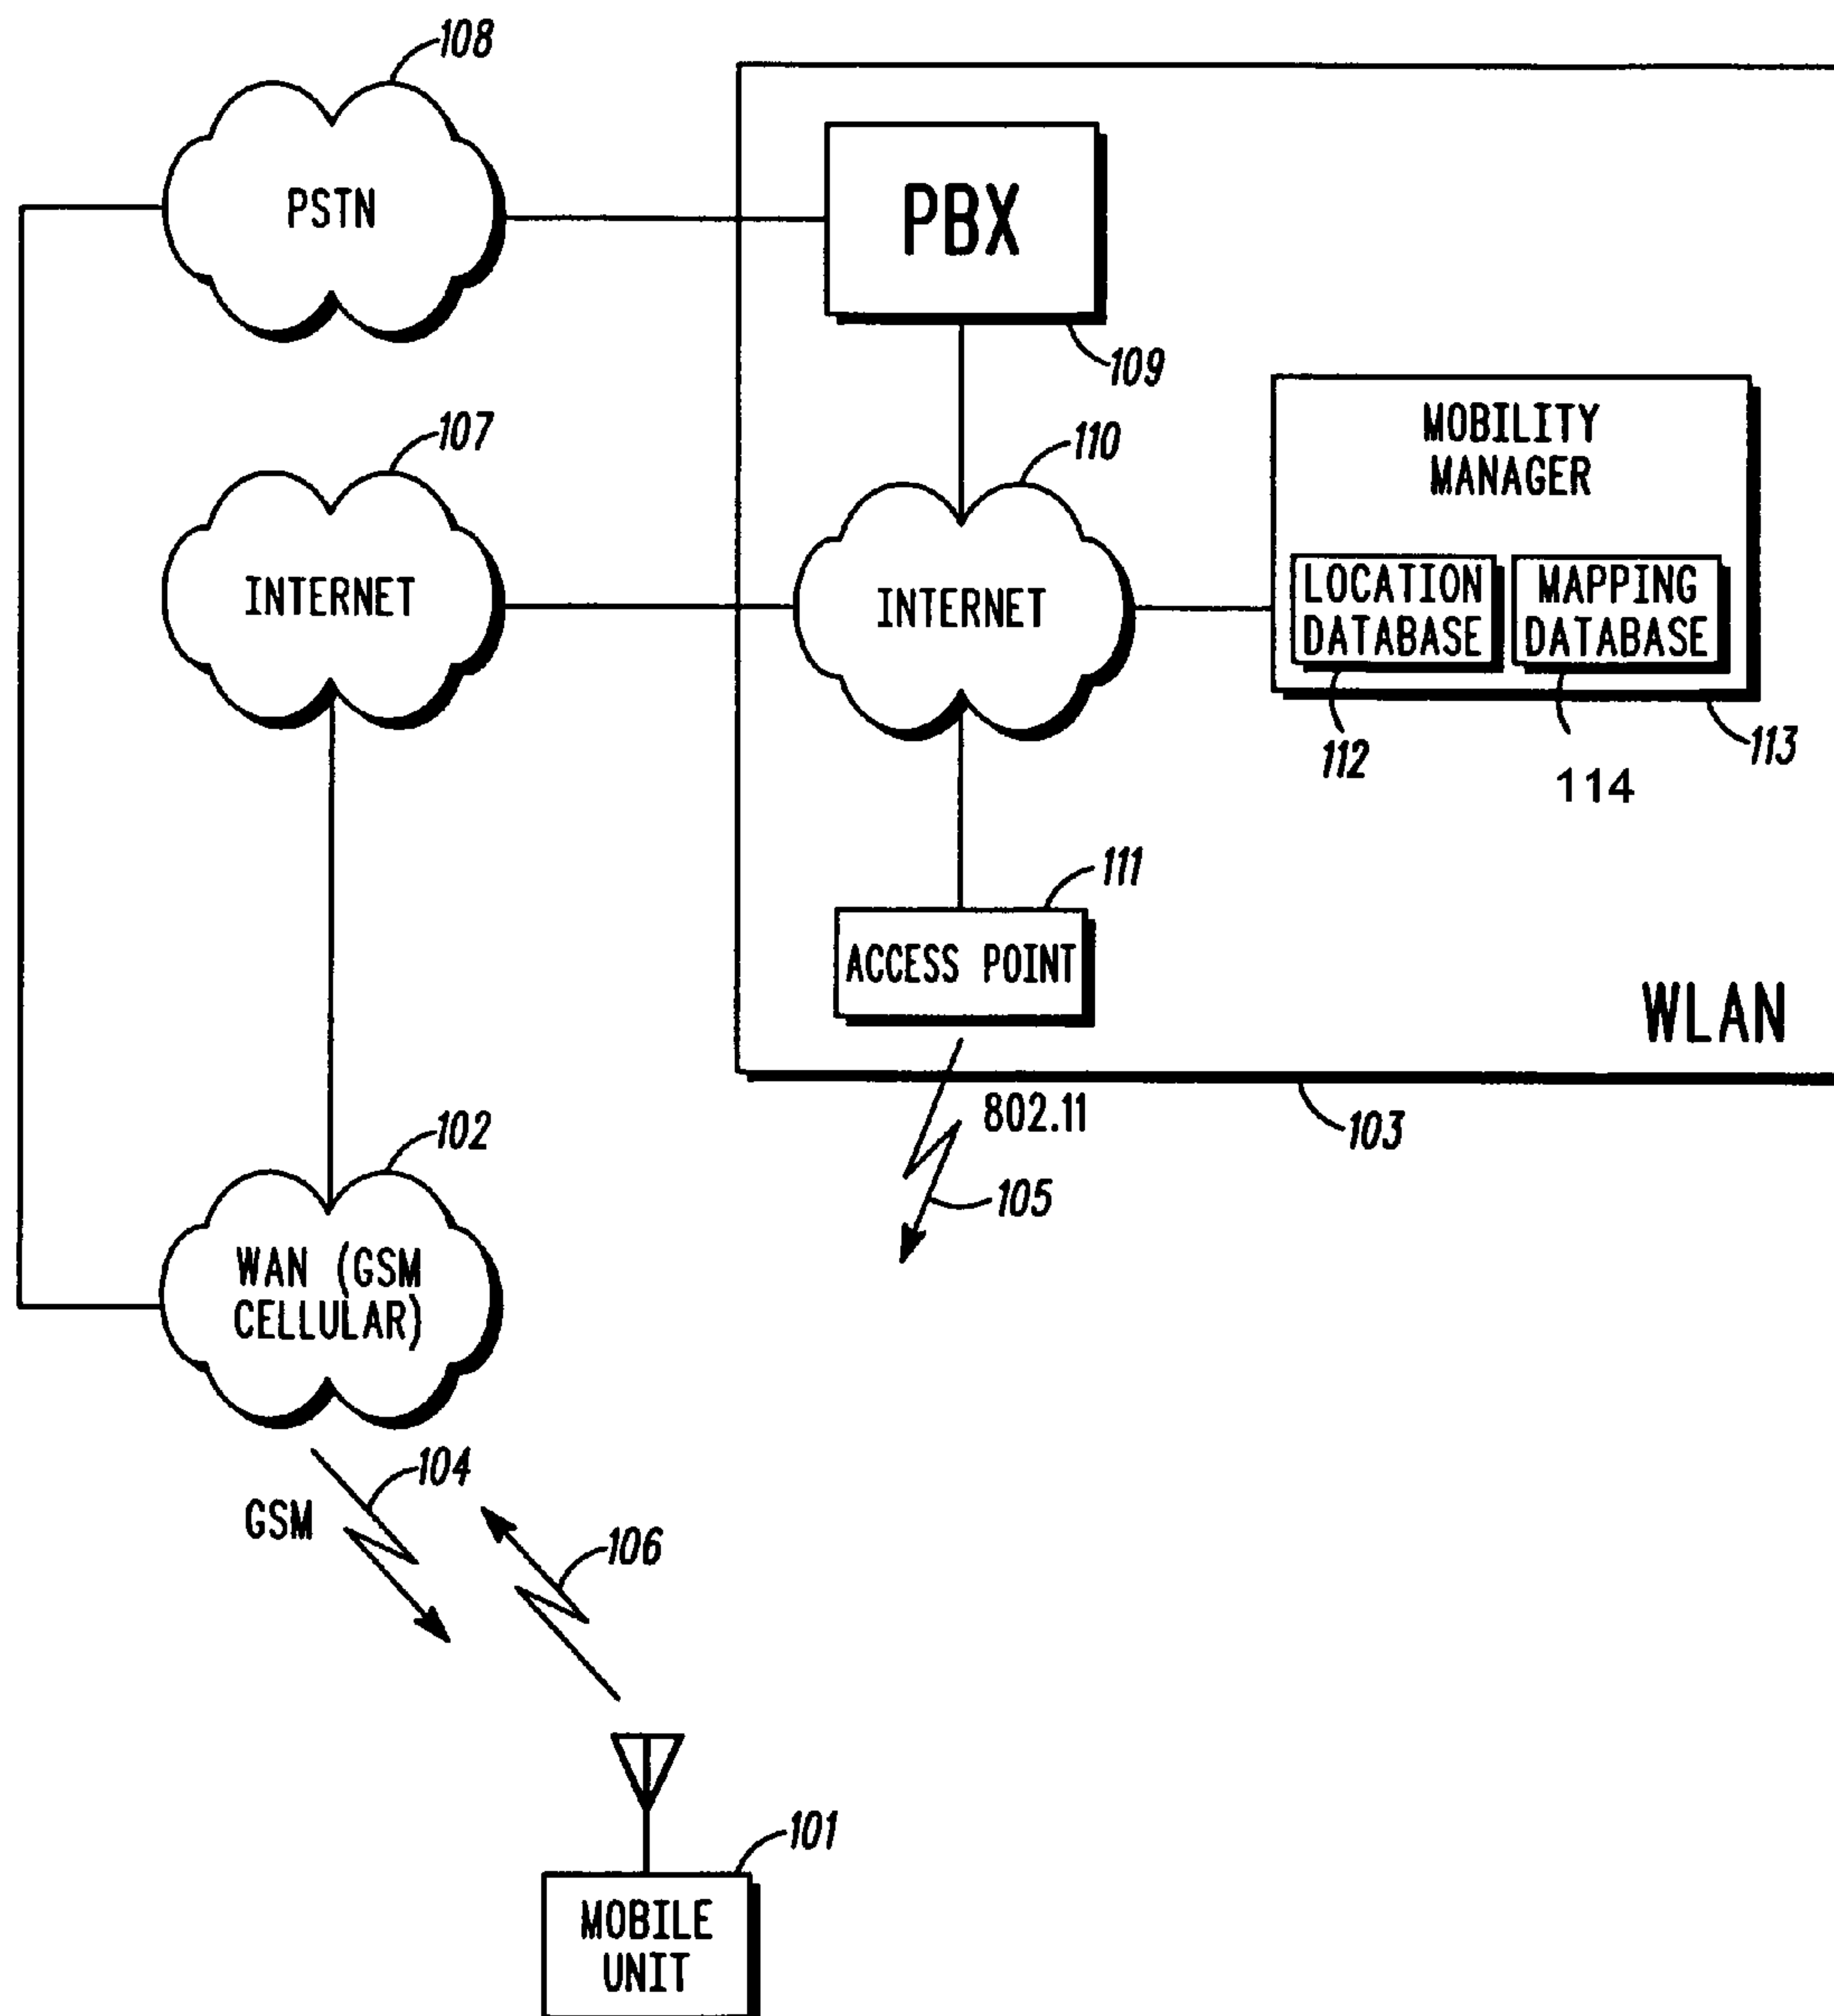 108
PSTN
PBX
109
107
INTERNET
110
INTERNET
MOBILITY
MANAGER
LOCATION
DATABASE
MAPPING
DATABASE
112
114
113
111
ACCESS POINT
WLAN
802.11
103
105
102
WAN (GSM
CELLULAR)
104
GSM
106
101
MOBILE
UNIT